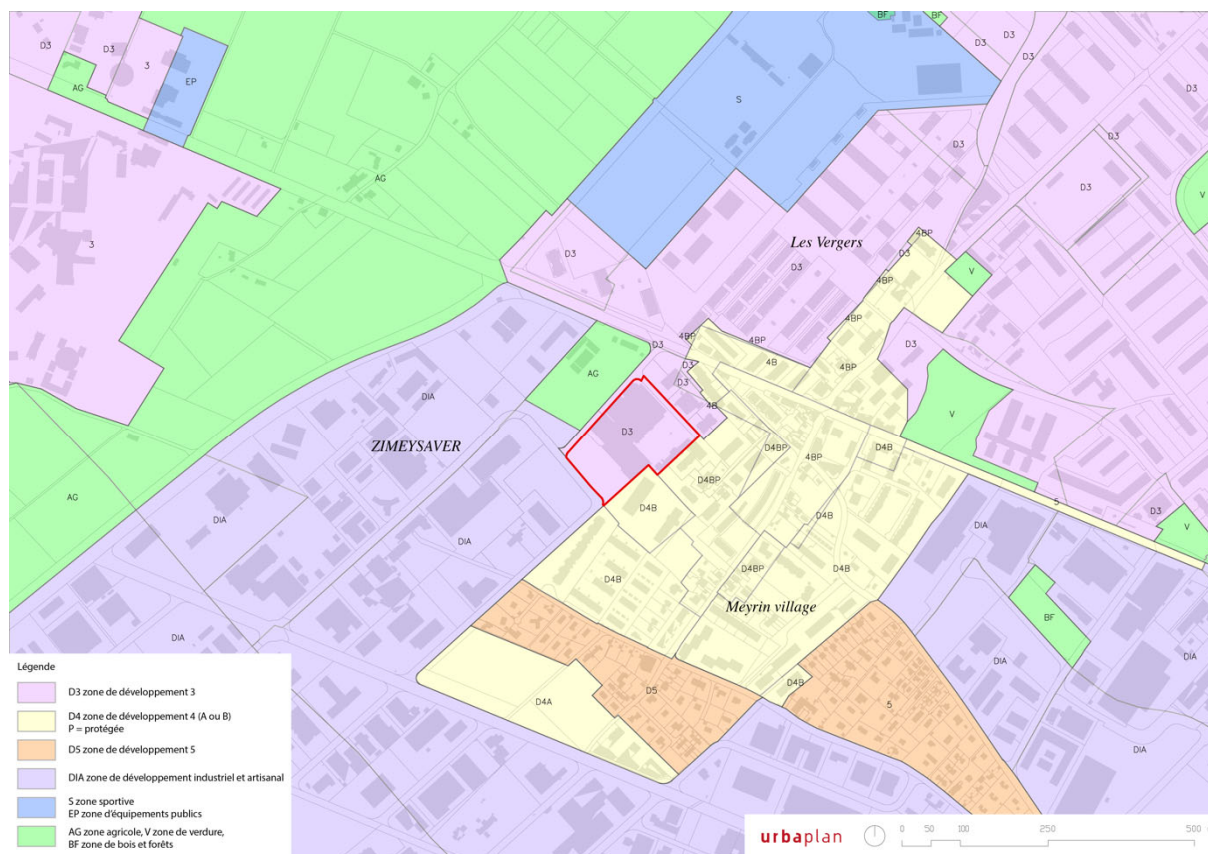 BF
BF
D3
D3
D3
D3
D3
D3
3
EP
AG
S
D3
D3
D3
D3
V
AG
3
Les Vergers
4BP
D3
V
4BP
D3
D3
4BP
4BP
4BP
D3
D3
4B
4BP
D3
AG
D3
D3
4B
V
DIA
ZIMEYSAVER
D3
D4BP
D4B
4BP
D4BP
AG
5
D3
V
DIA
D4B
D4B
DIA
DIA
DIA
D4B
D4BP
D4B
Meyrin village
BF
DIA
DIA
DIA
D4B
D5
D4A
5
DIA
Légende
D3 zone de développement 3
D4 zone de développement 4 (A ou B)
P = protégée
D5 zone de développement 5
DIA zone de développement industriel et artisanal
S zone sportive
EP zone d'équipements publics
AG zone agricole, V zone de verdure,
BF zone de bois et forêts
urbaplan
0 50 100 250 500